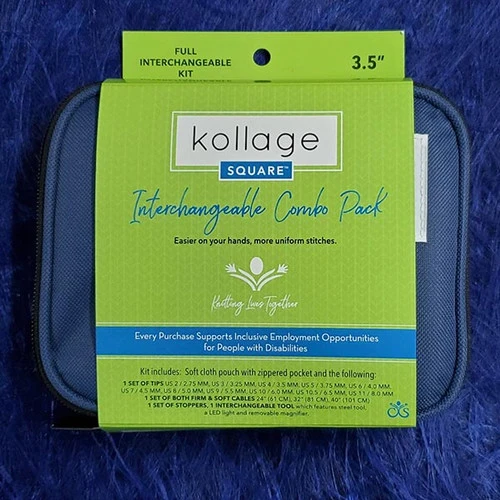 FULL
INTERCHANGEABLE
KIT
3.5"
kollage
SQUARE™
Interchangeable Combo Pack
Easier on your hands, more uniform stitches.
Knitting Lives Together
Every Purchase Supports Inclusive Employment Opportunities
for People with Disabilities
Kit includes: Soft cloth pouch with zippered pocket and the following:
1 SET OF TIPS US 2 / 2.75 MM, US 3 / 3.25 MM, US 4 / 3.5 MM, US 5 / 3.75 MM, US 6 / 4.0 MM,
US 7 / 4.5 MM, US 8 / 5.0 MM, US 9 / 5.5 MM, US 10 / 6.0 MM, US 10.5 / 6.5 MM, US 11 / 8.0 MM
1 SET OF BOTH FIRM & SOFT CABLES 24" (61 CM), 32" (81 CM), 40" (101 CM)
1 SET OF STOPPERS, 1 INTERCHANGEABLE TOOL which features steel tool,
a LED light and removable magnifier.